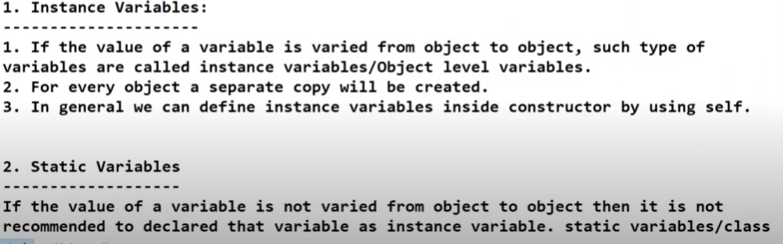 1. Instance Variables:
---------------------
1. If the value of a variable is varied from object to object, such type of
variables are called instance variables/Object level variables.
2. For every object a separate copy will be created.
3. In general we can define instance variables inside constructor by using self.
2. Static Variables
-------------------
If the value of a variable is not varied from object to object then it is not
recommended to declared that variable as instance variable. static variables/class